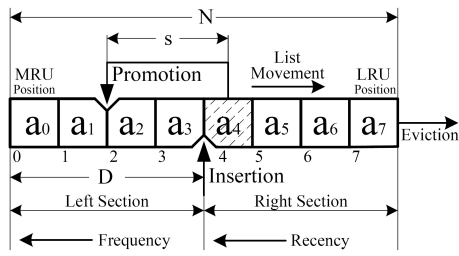 N
s
MRU
Position
Promotion
List
Movement
LRU
Position
a0 a1 a2 a3 a4 a5 a6 a7
Eviction
0 1 2 3 4 5 6 7
D
Insertion
Left Section
Right Section
Frequency
Recency